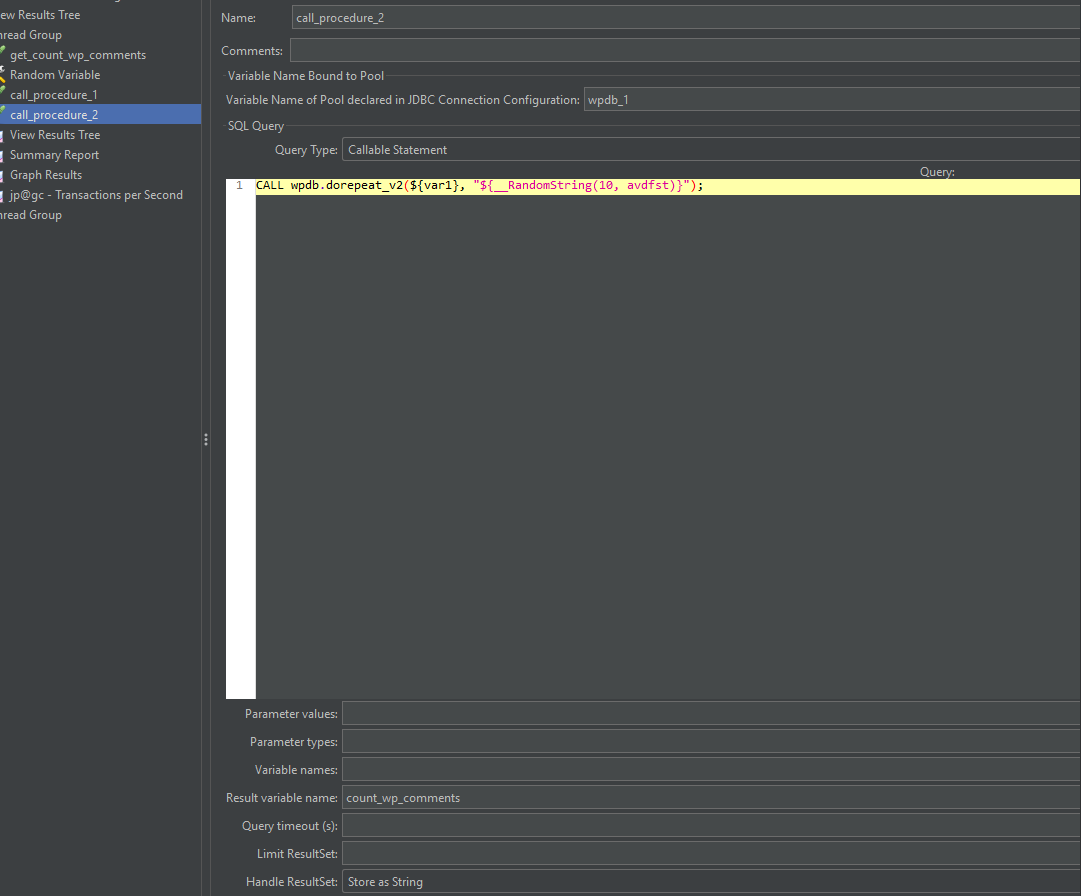 ew Results Tree
read Group
get_count_wp_comments
Random Variable
call_procedure_1
call_procedure_2
View Results Tree
Summary Report
Graph Results
jp@gc - Transactions per Second
read Group
Name: call_procedure_2
Comments:
Variable Name Bound to Pool
Variable Name of Pool declared in JDBC Connection Configuration: wpdb_1
SQL Query
Query Type: Callable Statement
Query:
1 CALL wpdb.dorepeat_v2(${var1}, "${__RandomString(10, avdfst)}");
Parameter values:
Parameter types:
Variable names:
Result variable name: count_wp_comments
Query timeout (s):
Limit ResultSet:
Handle ResultSet: Store as String